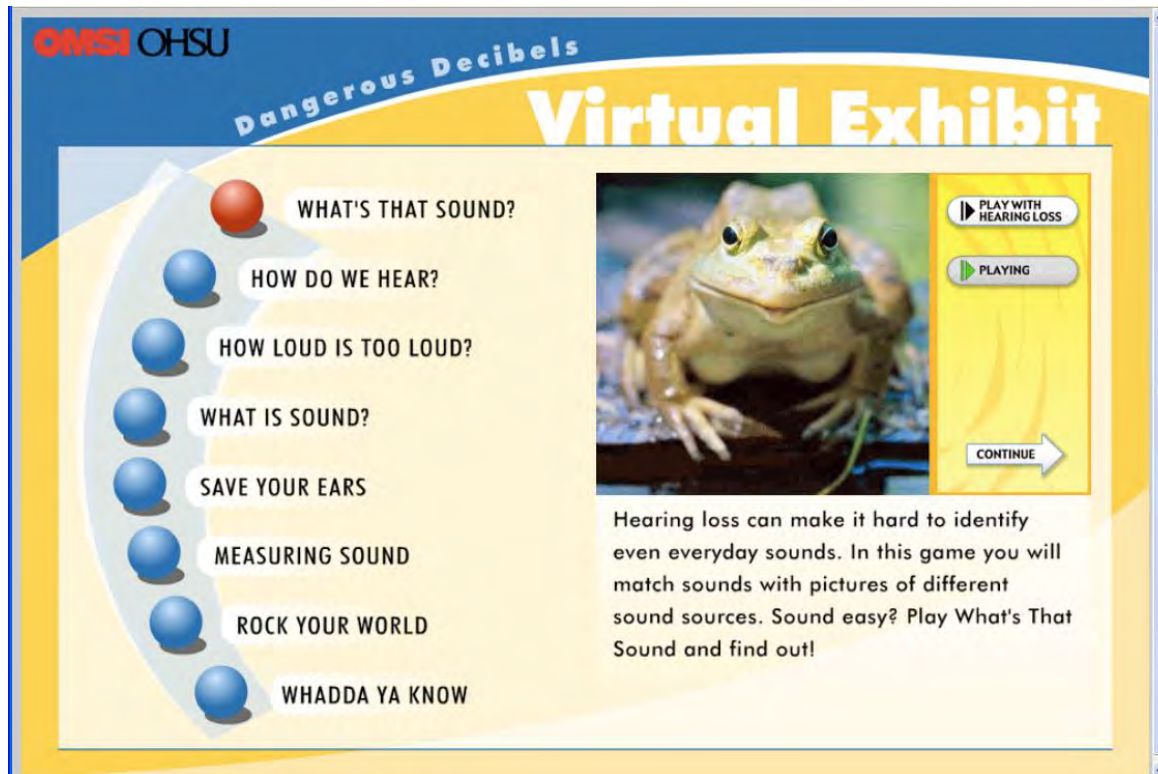 OMSI OHSU
Dangerous Decibels
Virtual Exhibit
WHAT'S THAT SOUND?
HOW DO WE HEAR?
HOW LOUD IS TOO LOUD?
WHAT IS SOUND?
SAVE YOUR EARS
MEASURING SOUND
ROCK YOUR WORLD
WHADDA YA KNOW
PLAY WITH
HEARING LOSS
PLAYING
CONTINUE
Hearing loss can make it hard to identify
even everyday sounds. In this game you will
match sounds with pictures of different
sound sources. Sound easy? Play What's That
Sound and find out!